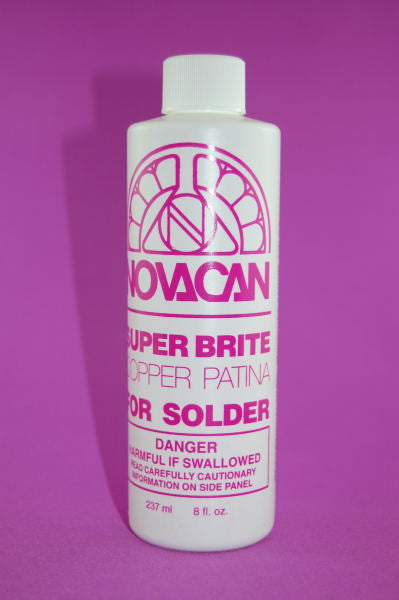 N
NOVACAN
SUPER BRITE
COPPER PATINA
FOR SOLDER
DANGER
HARMFUL IF SWALLOWED
READ CAREFULLY CAUTIONARY
INFORMATION ON SIDE PANEL
237 ml 8 fl. oz.